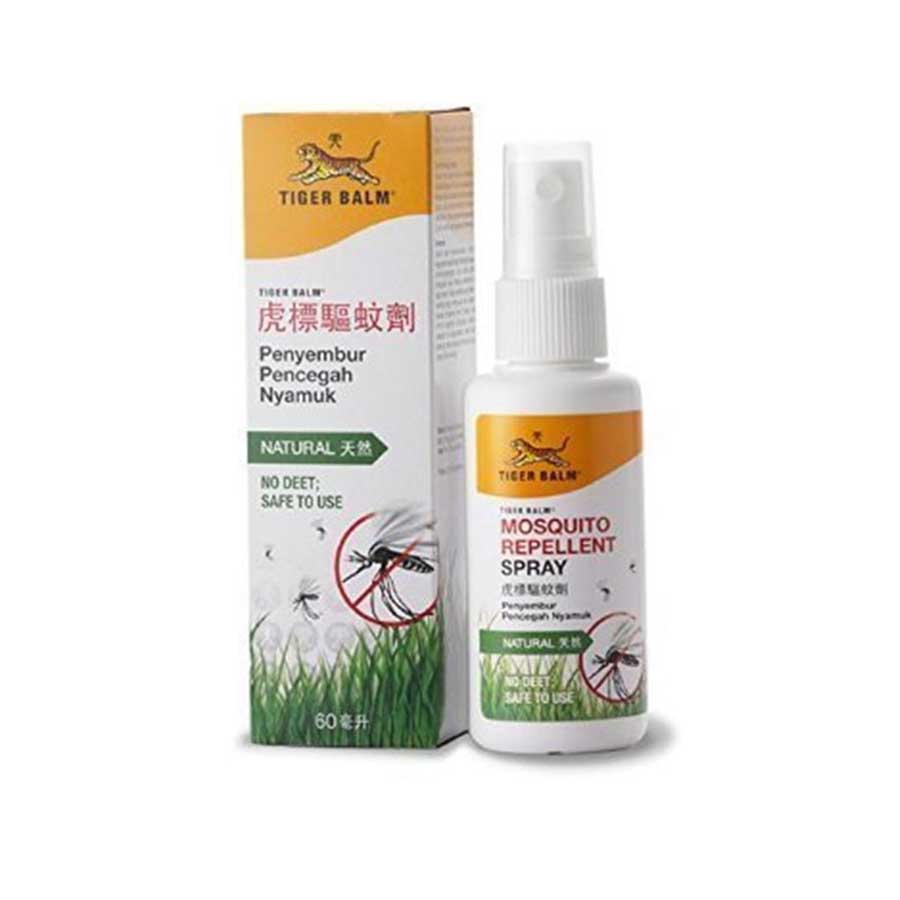 TIGER BALM®
TIGER BALM®
虎標驅蚊劑
Penyembur
Pencegah
Nyamuk
NATURAL 天然
NO DEET;
SAFE TO USE
60毫升
TIGER BALM®
TIGER BALM®
MOSQUITO
REPELLENT
SPRAY
虎標驅蚊劑
Penyembur
Pencegah Nyamuk
NATURAL 天然
NO DEET;
SAFE TO USE